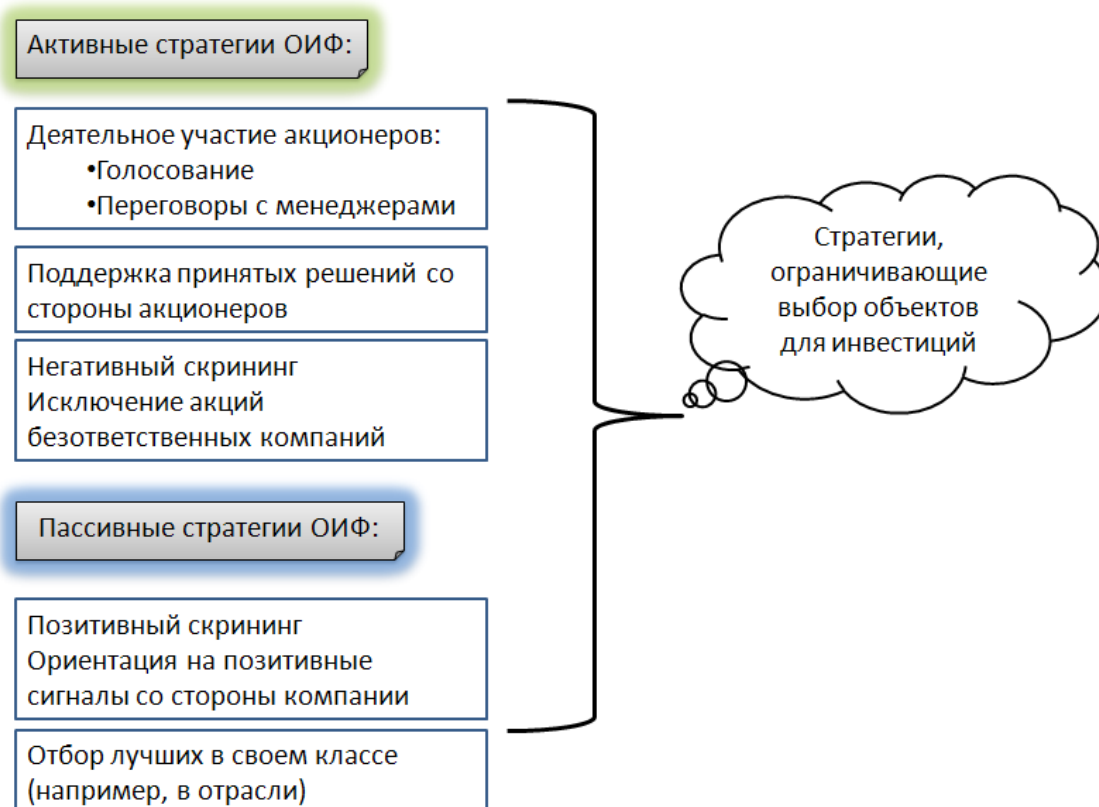 Активные стратегии ОИФ:
Деятельное участие акционеров:
•Голосование
•Переговоры с менеджерами
Поддержка принятых решений со
стороны акционеров
Негативный скрининг
Исключение акций
безответственных компаний
Пассивные стратегии ОИФ:
Позитивный скрининг
Ориентация на позитивные
сигналы со стороны компании
Отбор лучших в своем классе
(например, в отрасли)
Стратегии,
ограничивающие
выбор объектов
для инвестиций